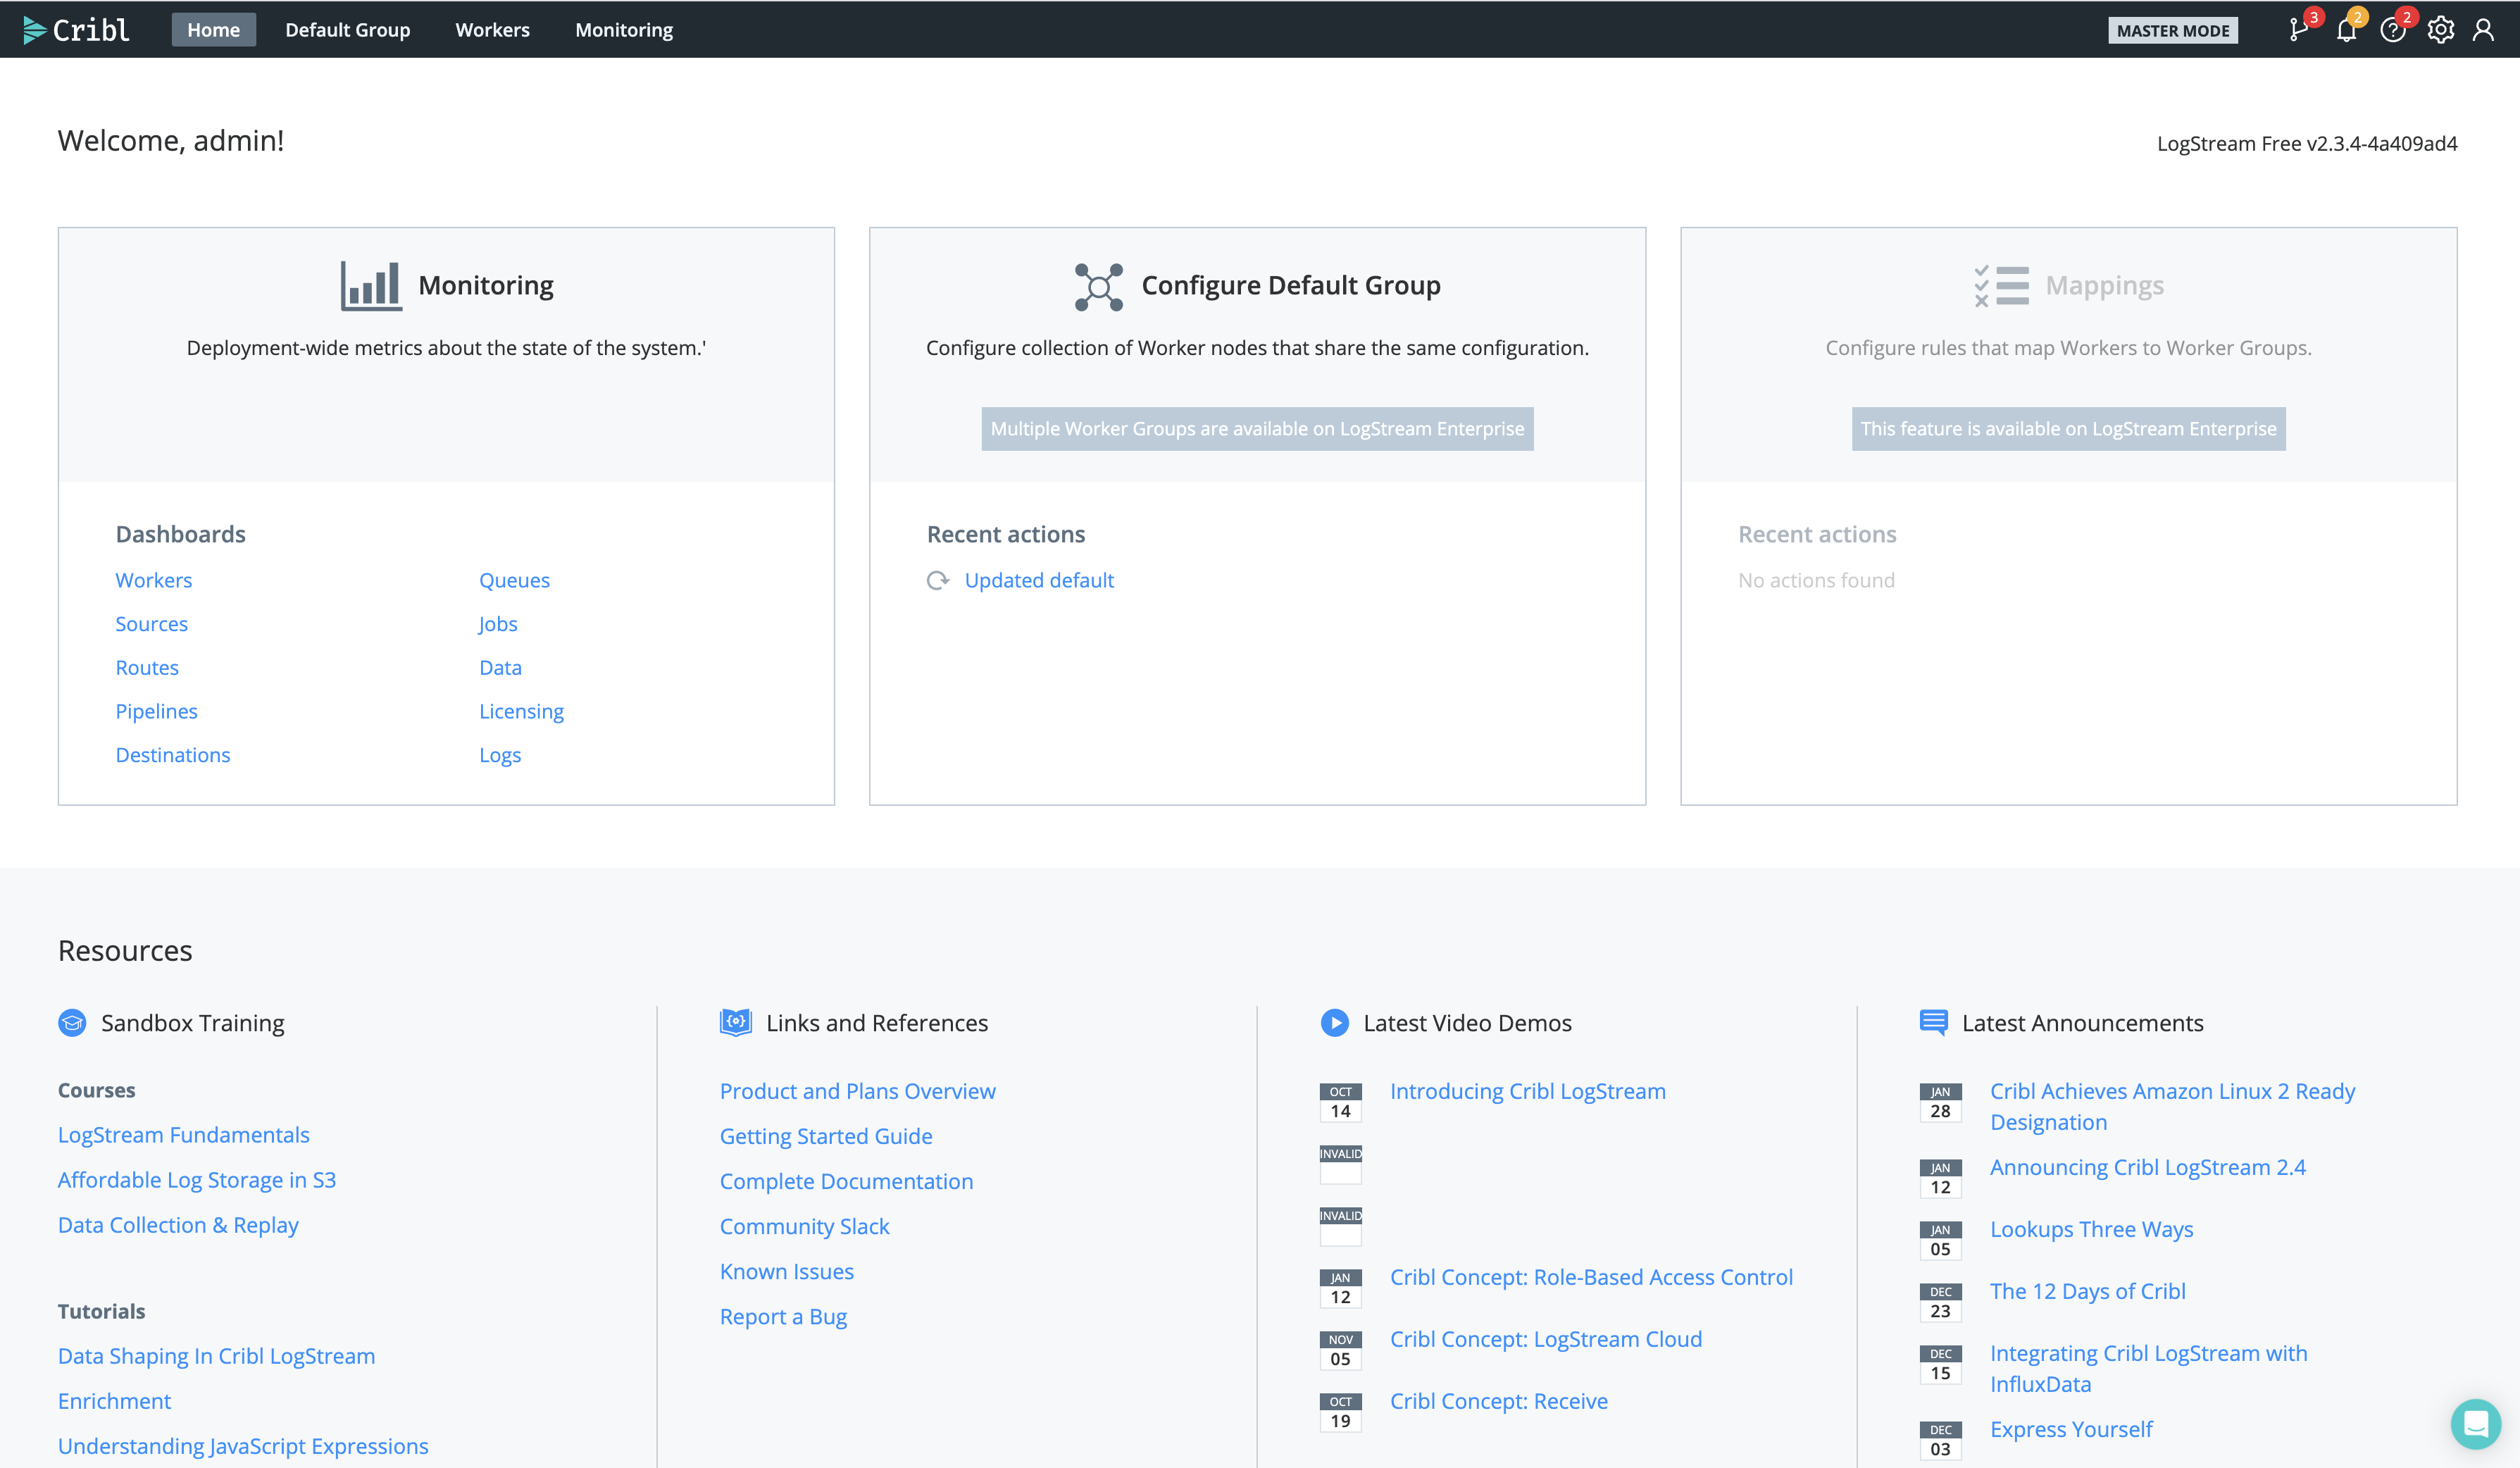 Cribl
Home
Default Group
Workers
Monitoring
MASTER MODE
3
2
2
Welcome, admin!
LogStream Free v2.3.4-4a409ad4
Monitoring
Deployment-wide metrics about the state of the system.'
Dashboards
Workers
Sources
Routes
Pipelines
Destinations
Queues
Jobs
Data
Licensing
Logs
Configure Default Group
Configure collection of Worker nodes that share the same configuration.
Multiple Worker Groups are available on LogStream Enterprise
Recent actions
Updated default
Mappings
Configure rules that map Workers to Worker Groups.
This feature is available on LogStream Enterprise
Recent actions
No actions found
Resources
Sandbox Training
Courses
LogStream Fundamentals
Affordable Log Storage in S3
Data Collection & Replay
Tutorials
Data Shaping In Cribl LogStream
Enrichment
Understanding JavaScript Expressions
Links and References
Product and Plans Overview
Getting Started Guide
Complete Documentation
Community Slack
Known Issues
Report a Bug
Latest Video Demos
OCT
14
Introducing Cribl LogStream
INVALID
INVALID
JAN
12
Cribl Concept: Role-Based Access Control
NOV
05
Cribl Concept: LogStream Cloud
OCT
19
Cribl Concept: Receive
Latest Announcements
JAN
28
Cribl Achieves Amazon Linux 2 Ready
Designation
JAN
12
Announcing Cribl LogStream 2.4
JAN
05
Lookups Three Ways
DEC
23
The 12 Days of Cribl
DEC
15
Integrating Cribl LogStream with
InfluxData
DEC
03
Express Yourself